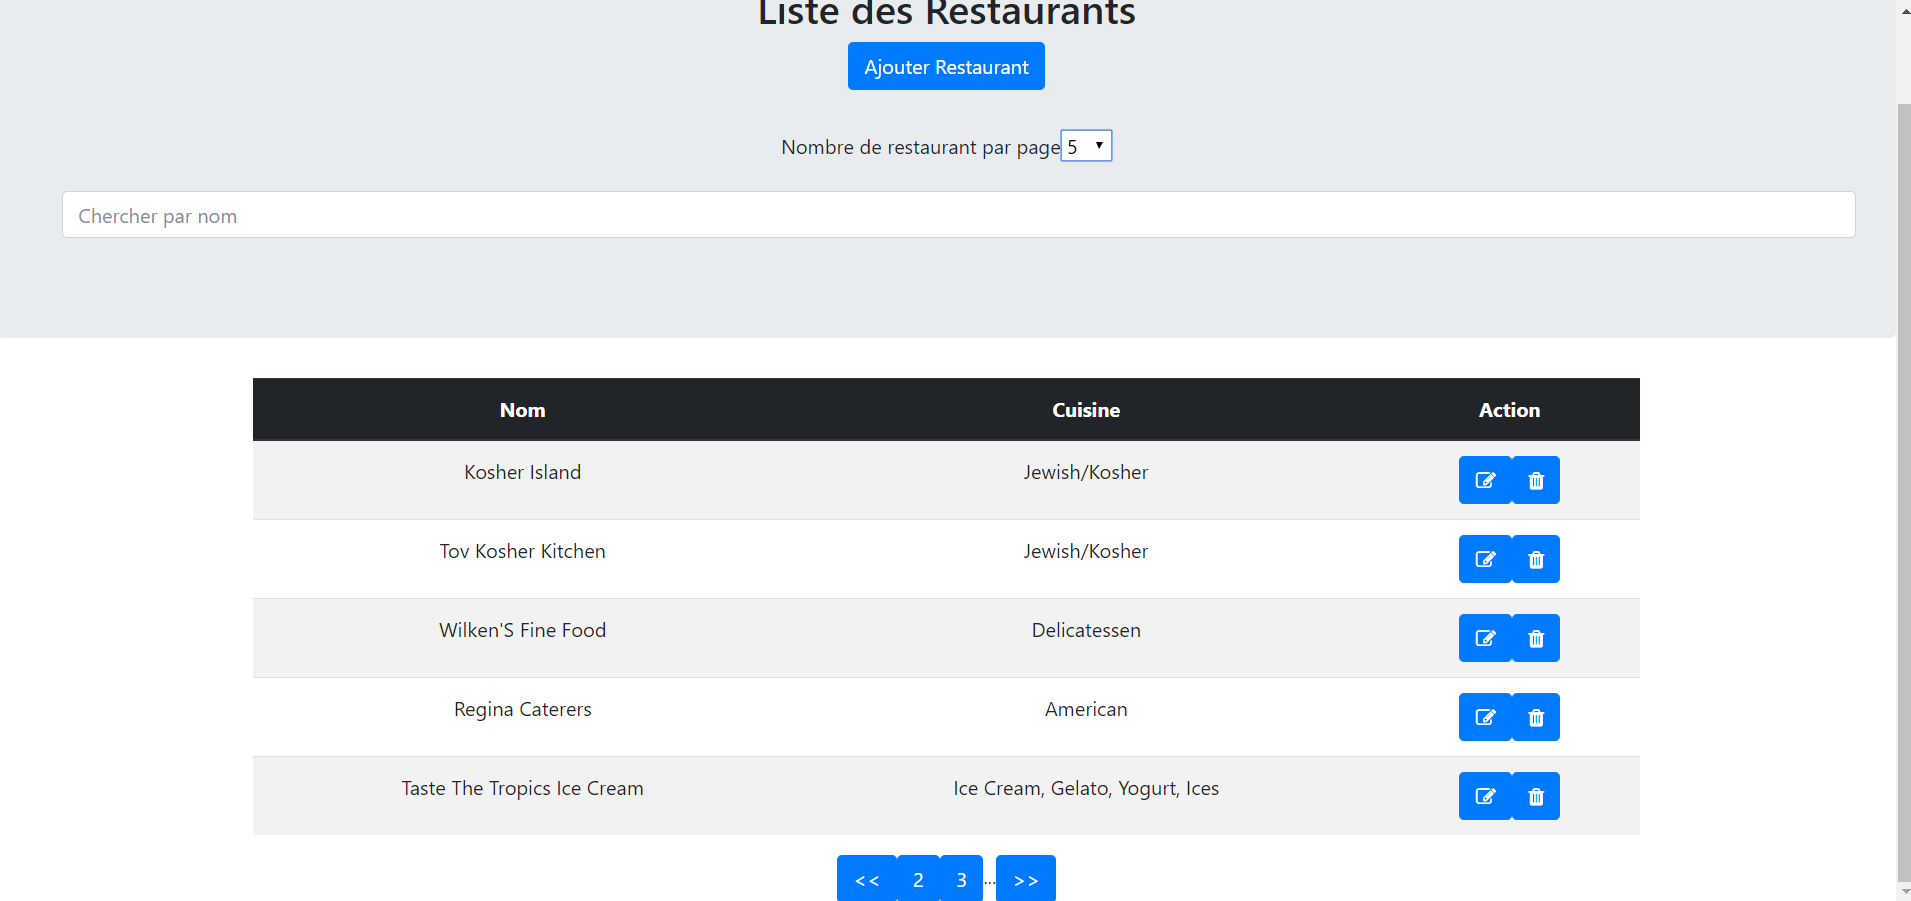 Liste des Restaurants
Ajouter Restaurant
Nombre de restaurant par page 5
Chercher par nom
Nom Cuisine Action
Kosher Island Jewish/Kosher
Tov Kosher Kitchen Jewish/Kosher
Wilken'S Fine Food Delicatessen
Regina Caterers American
Taste The Tropics Ice Cream Ice Cream, Gelato, Yogurt, Ices
<< 2 3 ... >>